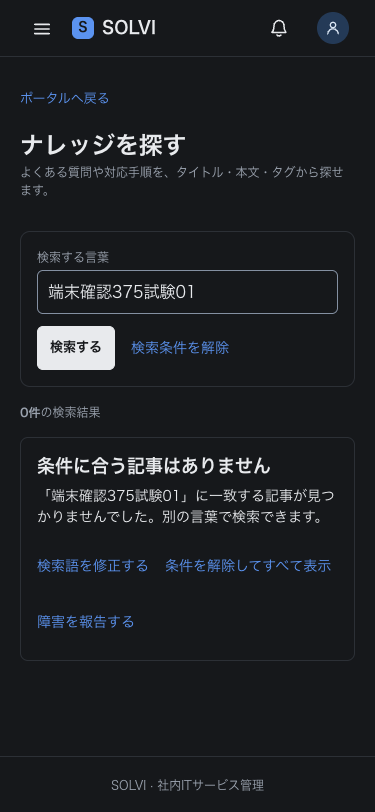 S SOLVI
ポータルへ戻る
ナレッジを探す
よくある質問や対応手順を、タイトル・本文・タグから探せ
ます。
検索する言葉
端末確認375試験01
検索する 検索条件を解除
0件の検索結果
条件に合う記事はありません
「端末確認375試験01」に一致する記事が見つ
かりませんでした。別の言葉で検索できます。
検索語を修正する 条件を解除してすべて表示
障害を報告する
SOLVI · 社内ITサービス管理